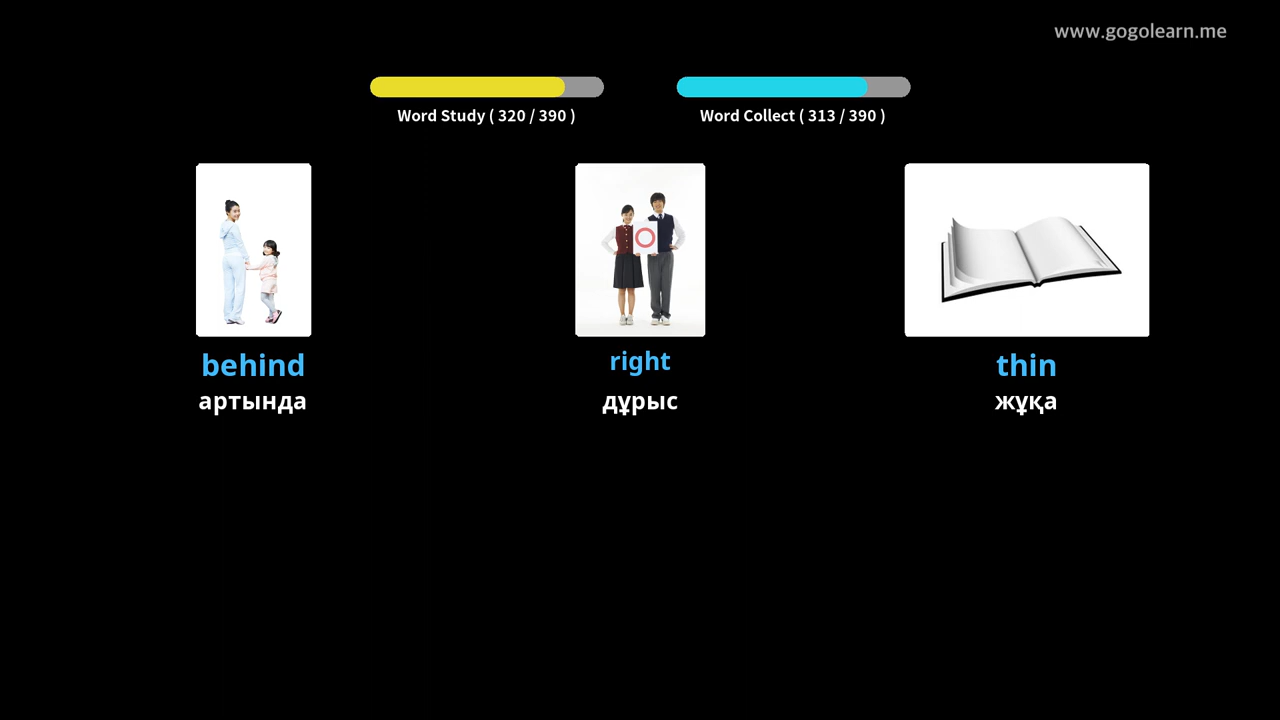 www.gogolearn.me
Word Study ( 320 / 390 )
Word Collect ( 313 / 390 )
behind
right
thin
артында
дұрыс
жұқа